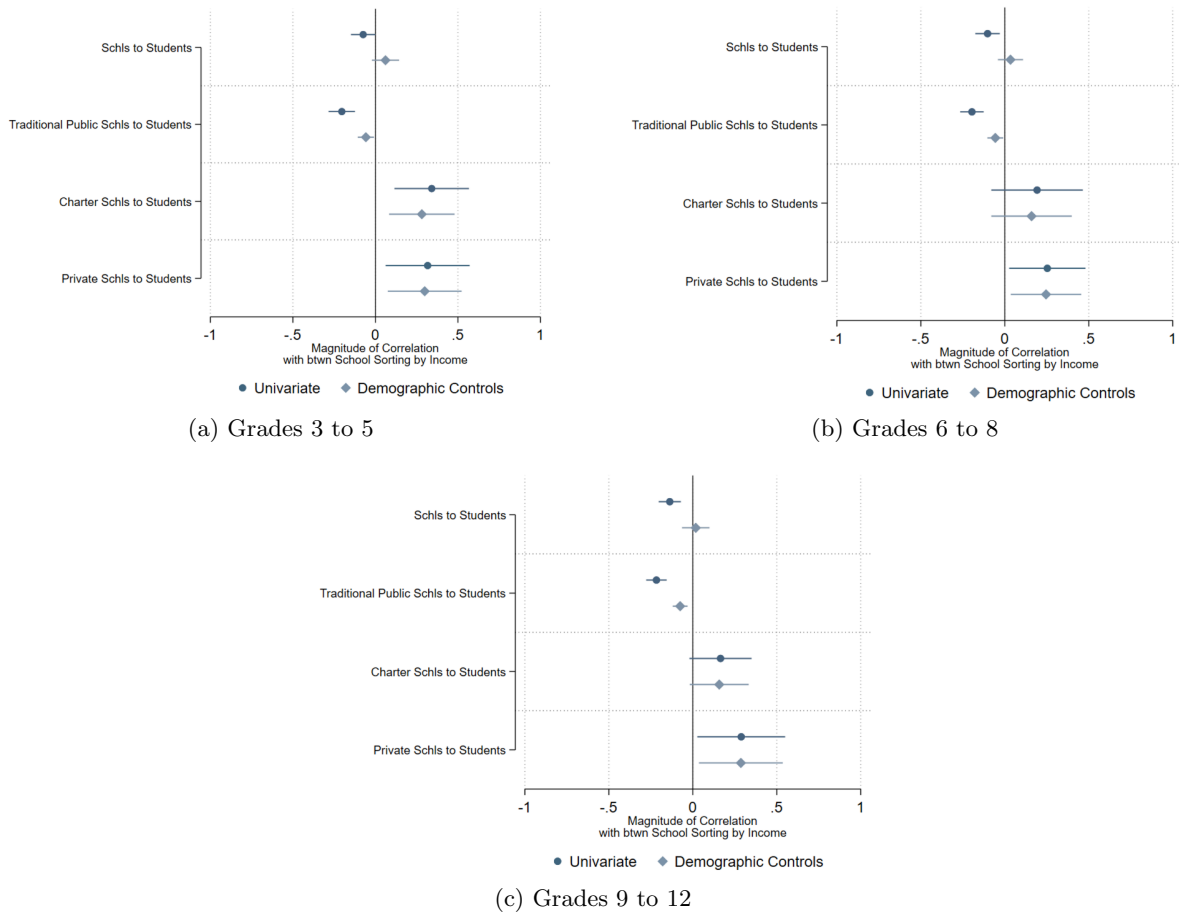 Schls to Students
Traditional Public Schls to Students
Charter Schls to Students
Private Schls to Students
-1 -.5 0 .5 1
Magnitude of Correlation
with btwn School Sorting by Income
Univariate Demographic Controls
(a) Grades 3 to 5
Schls to Students
Traditional Public Schls to Students
Charter Schls to Students
Private Schls to Students
-1 -.5 0 .5 1
Magnitude of Correlation
with btwn School Sorting by Income
Univariate Demographic Controls
(b) Grades 6 to 8
Schls to Students
Traditional Public Schls to Students
Charter Schls to Students
Private Schls to Students
-1 -.5 0 .5 1
Magnitude of Correlation
with btwn School Sorting by Income
Univariate Demographic Controls
(c) Grades 9 to 12